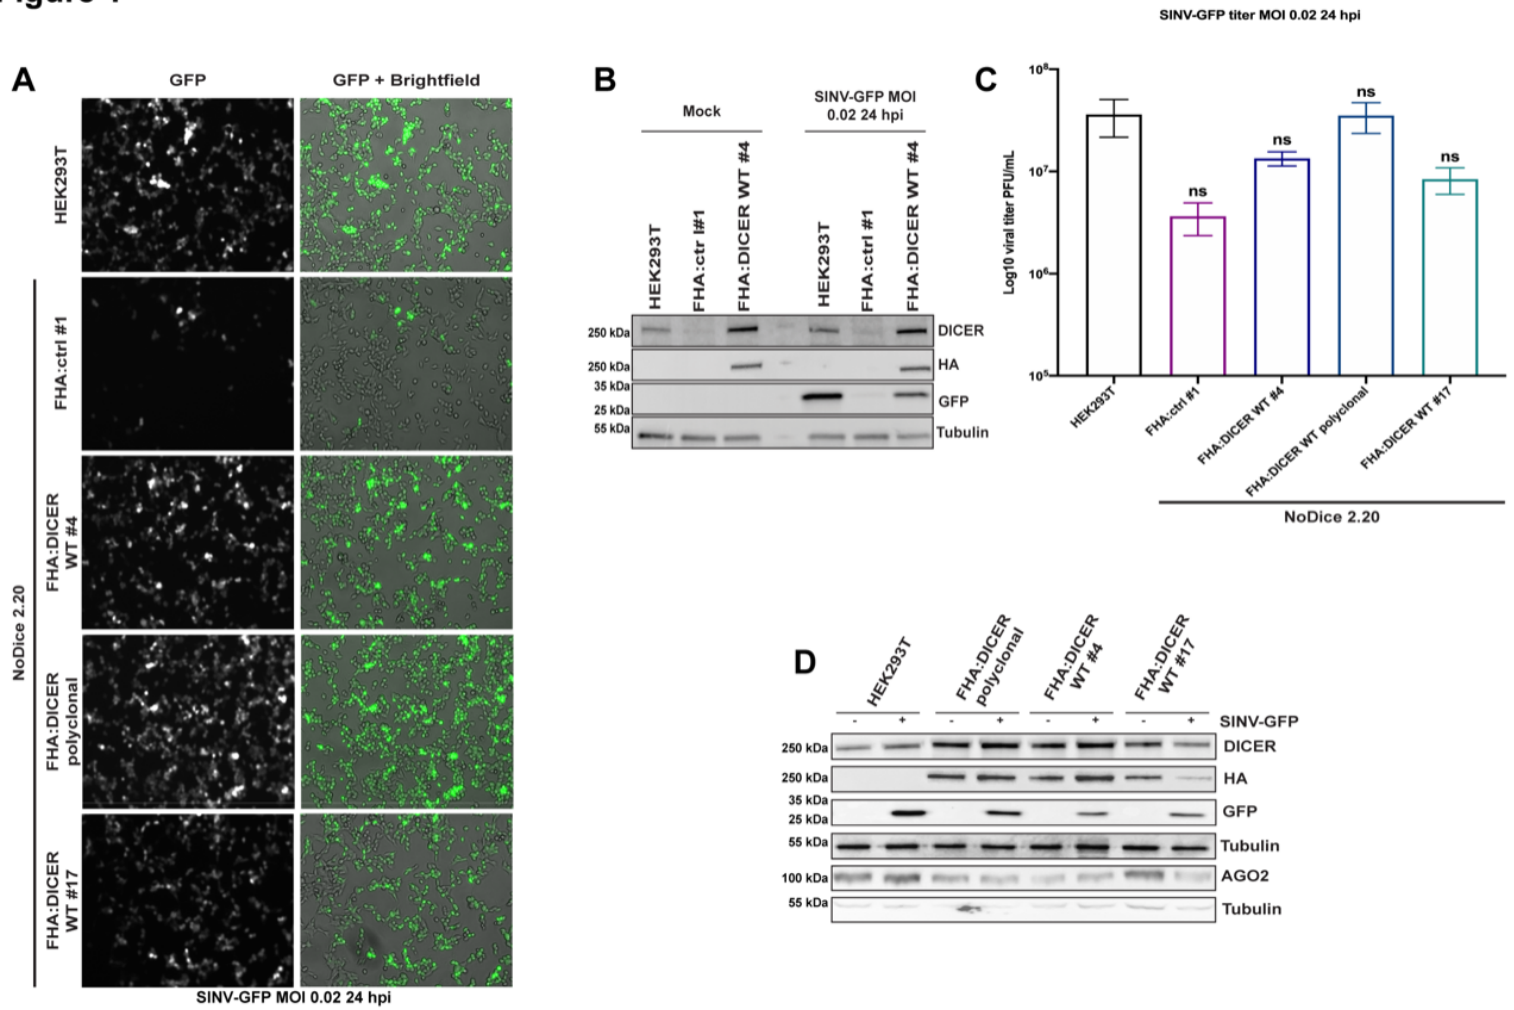 SINV-GFP titer MOI 0.02 24 hpi
A
GFP
GFP + Brightfield
HEK293T
FHA:ctrl #1
FHA:DICER
WT #4
FHA:DICER
polyclonal
FHA:DICER
WT #17
NoDice 2.20
SINV-GFP MOI 0.02 24 hpi
B
Mock
SINV-GFP MOI
0.02 24 hpi
HEK293T
FHA:ctr l#1
FHA:DICER WT #4
HEK293T
FHA:ctrl #1
FHA:DICER WT #4
250 kDa
DICER
250 kDa
HA
35 kDa
25 kDa
GFP
55 kDa
Tubulin
C
Log10 viral titer PFU/mL
10⁸
10⁷
10⁶
10⁵
ns
ns
ns
ns
HEK293T
FHA:ctrl #1
FHA:DICER WT #4
FHA:DICER WT polyclonal
FHA:DICER WT #17
NoDice 2.20
D
HEK293T
FHA:DICER
polyclonal
FHA:DICER
WT #4
FHA:DICER
WT #17
- + - + - + - + SINV-GFP
250 kDa
DICER
250 kDa
HA
35 kDa
25 kDa
GFP
55 kDa
Tubulin
100 kDa
AGO2
55 kDa
Tubulin